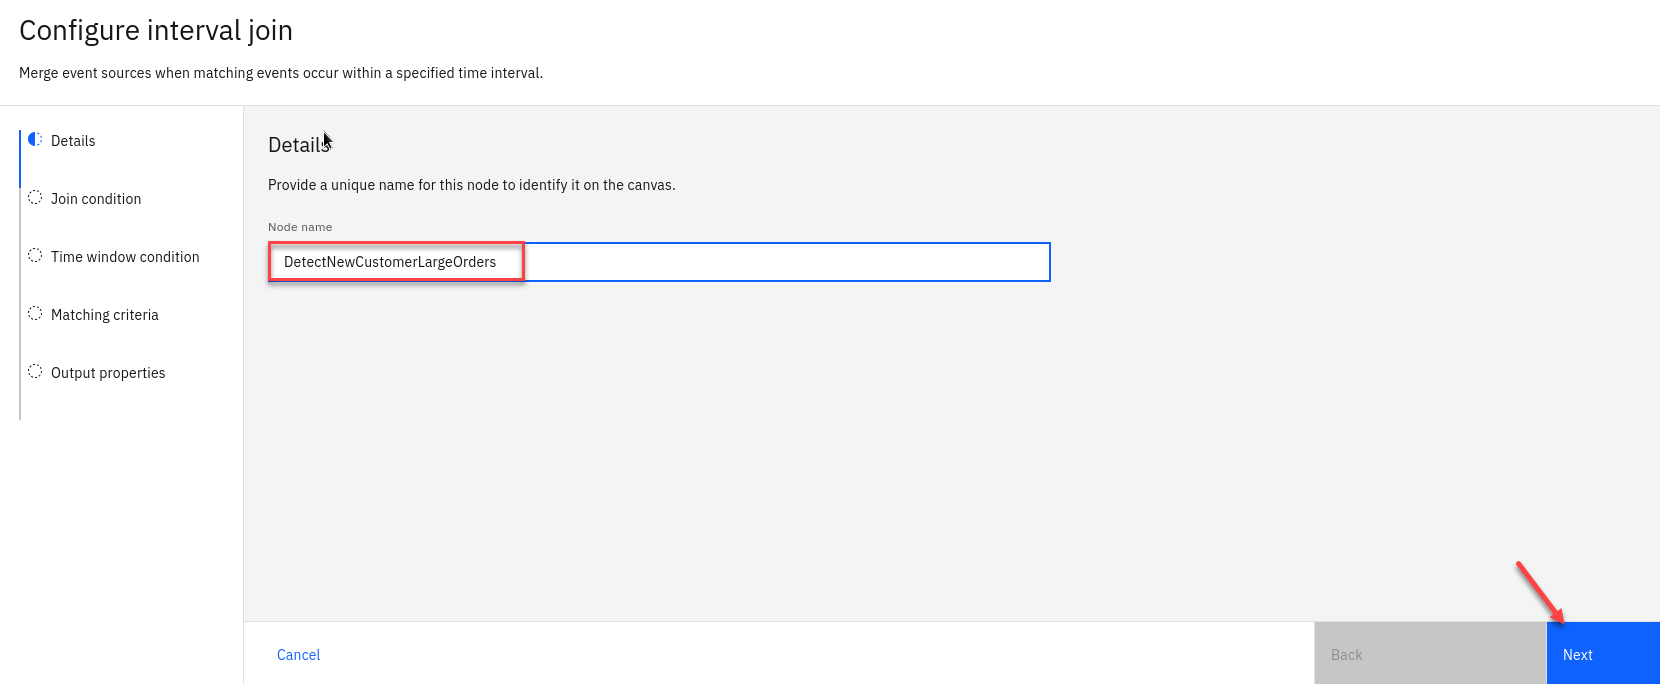 Configure interval join
Merge event sources when matching events occur within a specified time interval.
Details
Join condition
Time window condition
Matching criteria
Output properties
Details
Provide a unique name for this node to identify it on the canvas.
Node name
DetectNewCustomerLargeOrders
Cancel
Back
Next